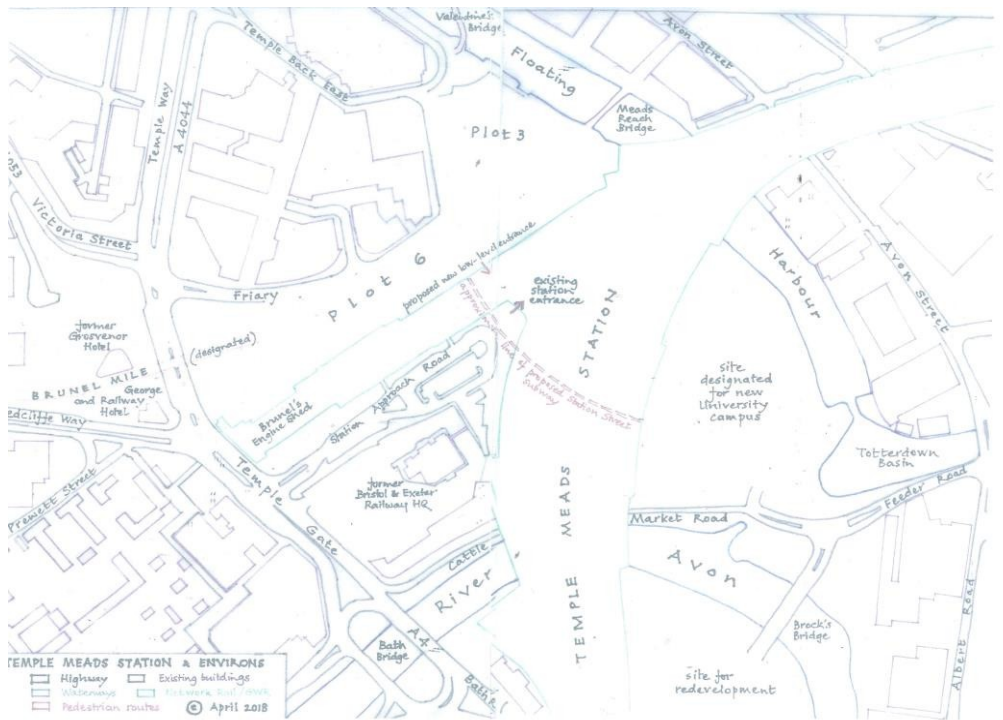 Valentine's
Bridge
Temple Back East
Temple Way
A 4044
Floating
Avon Street
Meads
Reach
Bridge
Plot 3
Victoria Street
Friary
Plot 6
(designated)
proposed new low-level entrance
existing
station
entrance
line of proposed Station Street
Subway
STATION
Harbour
Avon Street
former
Grosvenor
Hotel
BRUNEL MILE
George
and Railway
Hotel
Brunel's
Engine Shed
Station Approach Road
site
designated
for new
University
campus
Totterdown
Basin
Feeder Road
Prewett Street
Temple
Gate
former
Bristol & Exeter
Railway HQ
Cattle
Market Road
River
Avon
TEMPLE MEADS
Bath
Bridge
Brock's
Bridge
Albert Road
site for
redevelopment
TEMPLE MEADS STATION & ENVIRONS
Highway
Existing buildings
Waterways
Network Rail/GWR
Pedestrian routes
© April 2018